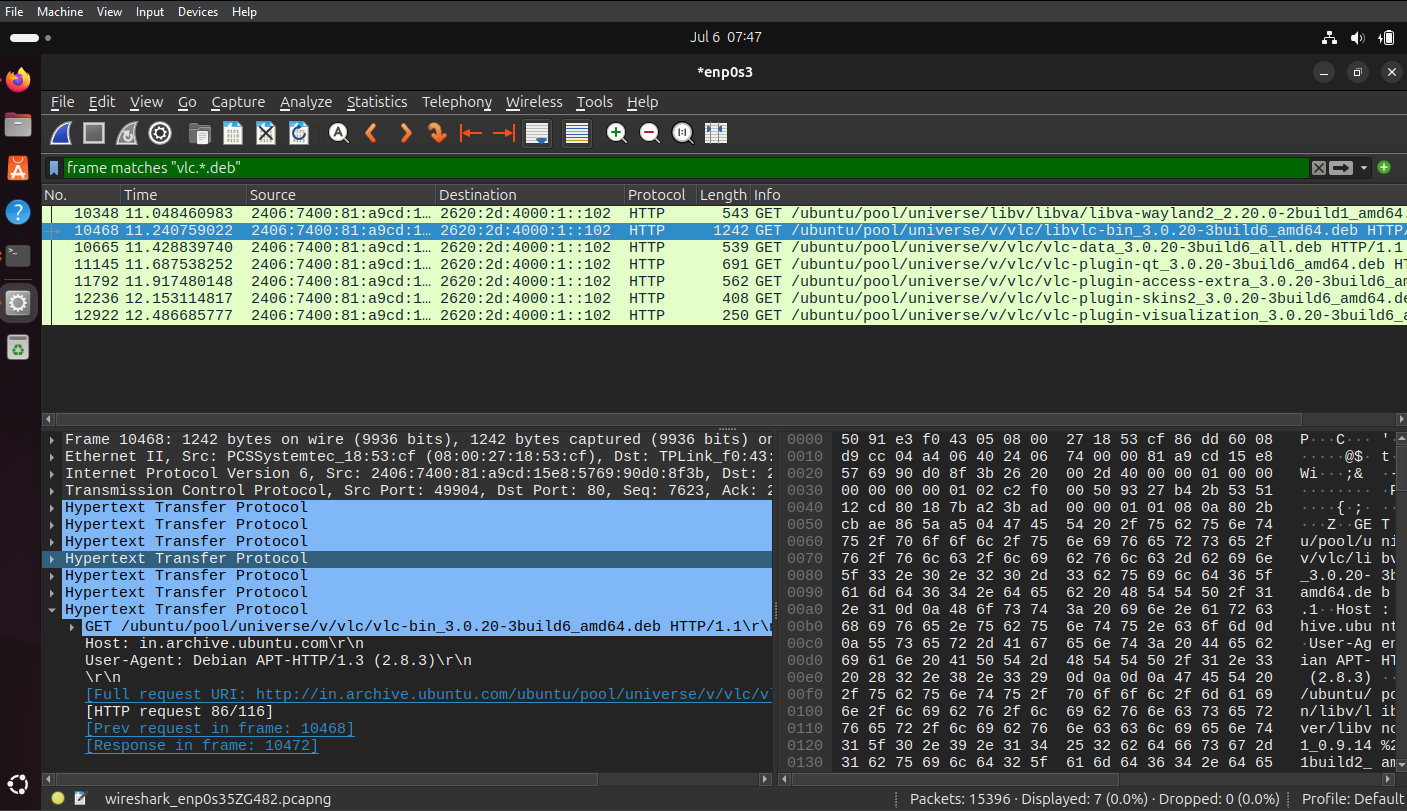 File Machine View Input Devices Help
Jul 6 07:47
*enp0s3
File Edit View Go Capture Analyze Statistics Telephony Wireless Tools Help
frame matches "vlc.*.deb"
No. Time Source Destination Protocol Length Info
10348 11.048460983 2406:7400:81:a9cd:1… 2620:2d:4000:1::102 HTTP 543 GET /ubuntu/pool/universe/libv/libva/libva-wayland2_2.20.0-2build1_amd64.
10468 11.240759022 2406:7400:81:a9cd:1… 2620:2d:4000:1::102 HTTP 1242 GET /ubuntu/pool/universe/v/vlc/libvlc-bin_3.0.20-3build6_amd64.deb HTTP/
10665 11.428839740 2406:7400:81:a9cd:1… 2620:2d:4000:1::102 HTTP 539 GET /ubuntu/pool/universe/v/vlc/vlc-data_3.0.20-3build6_all.deb HTTP/1.1
11145 11.687538252 2406:7400:81:a9cd:1… 2620:2d:4000:1::102 HTTP 691 GET /ubuntu/pool/universe/v/vlc/vlc-plugin-qt_3.0.20-3build6_amd64.deb H
11792 11.917480148 2406:7400:81:a9cd:1… 2620:2d:4000:1::102 HTTP 562 GET /ubuntu/pool/universe/v/vlc/vlc-plugin-access-extra_3.0.20-3build6_am
12236 12.153114817 2406:7400:81:a9cd:1… 2620:2d:4000:1::102 HTTP 408 GET /ubuntu/pool/universe/v/vlc/vlc-plugin-skins2_3.0.20-3build6_amd64.de
12922 12.486685777 2406:7400:81:a9cd:1… 2620:2d:4000:1::102 HTTP 250 GET /ubuntu/pool/universe/v/vlc/vlc-plugin-visualization_3.0.20-3build6_a
Frame 10468: 1242 bytes on wire (9936 bits), 1242 bytes captured (9936 bits) on
Ethernet II, Src: PCSSystemtec_18:53:cf (08:00:27:18:53:cf), Dst: TPLink_f0:43:
Internet Protocol Version 6, Src: 2406:7400:81:a9cd:15e8:5769:90d0:8f3b, Dst: 2
Transmission Control Protocol, Src Port: 49904, Dst Port: 80, Seq: 7623, Ack: 2
Hypertext Transfer Protocol
Hypertext Transfer Protocol
Hypertext Transfer Protocol
Hypertext Transfer Protocol
Hypertext Transfer Protocol
Hypertext Transfer Protocol
Hypertext Transfer Protocol
GET /ubuntu/pool/universe/v/vlc/vlc-bin_3.0.20-3build6_amd64.deb HTTP/1.1\r\n
Host: in.archive.ubuntu.com\r\n
User-Agent: Debian APT-HTTP/1.3 (2.8.3)\r\n
\r\n
[Full request URI: http://in.archive.ubuntu.com/ubuntu/pool/universe/v/vlc/v
[HTTP request 86/116]
[Prev request in frame: 10468]
[Response in frame: 10472]
0000 50 91 e3 f0 43 05 08 00 27 18 53 cf 86 dd 60 08 P···C··· '
0010 d9 cc 04 a4 06 40 24 06 74 00 00 81 a9 cd 15 e8 ·····@$· t
0020 57 69 90 d0 8f 3b 26 20 00 2d 40 00 00 01 00 00 Wi···;& ·-
0030 00 00 00 00 01 02 c2 f0 00 50 93 27 b4 2b 53 51 ········ ·P
0040 12 cd 80 18 7b a2 3b ad 00 00 01 01 08 0a 80 2b ····{·;·
0050 cb ae 86 5a a5 04 47 45 54 20 2f 75 62 75 6e 74 ···Z··GE T
0060 75 2f 70 6f 6f 6c 2f 75 6e 69 76 65 72 73 65 2f u/pool/u ni
0070 76 2f 76 6c 63 2f 6c 69 62 76 6c 63 2d 62 69 6e v/vlc/li bv
0080 5f 33 2e 30 2e 32 30 2d 33 62 75 69 6c 64 36 5f _3.0.20- 3b
0090 61 6d 64 36 34 2e 64 65 62 20 48 54 54 50 2f 31 amd64.de b
00a0 2e 31 0d 0a 48 6f 73 74 3a 20 69 6e 2e 61 72 63 .1··Host :
00b0 68 69 76 65 2e 75 62 75 6e 74 75 2e 63 6f 6d 0d hive.ubu nt
00c0 0a 55 73 65 72 2d 41 67 65 6e 74 3a 20 44 65 62 ·User-Ag en
00d0 69 61 6e 20 41 50 54 2d 48 54 54 50 2f 31 2e 33 ian APT- HT
00e0 20 28 32 2e 38 2e 33 29 0d 0a 0d 0a 47 45 54 20 (2.8.3) ··
00f0 2f 75 62 75 6e 74 75 2f 70 6f 6f 6c 2f 6d 61 69 /ubuntu/ po
0100 6e 2f 6c 69 62 76 2f 6c 69 62 76 6e 63 73 65 72 n/libv/l ib
0110 76 65 72 2f 6c 69 62 76 6e 63 63 6c 69 65 6e 74 ver/libv nc
0120 31 5f 30 2e 39 2e 31 34 25 32 62 64 66 73 67 2d 1_0.9.14 %2
0130 31 62 75 69 6c 64 32 5f 61 6d 64 36 34 2e 64 65 1build2_ am
wireshark_enp0s35ZG482.pcapng
Packets: 15396 · Displayed: 7 (0.0%) · Dropped: 0 (0.0%)
Profile: Default